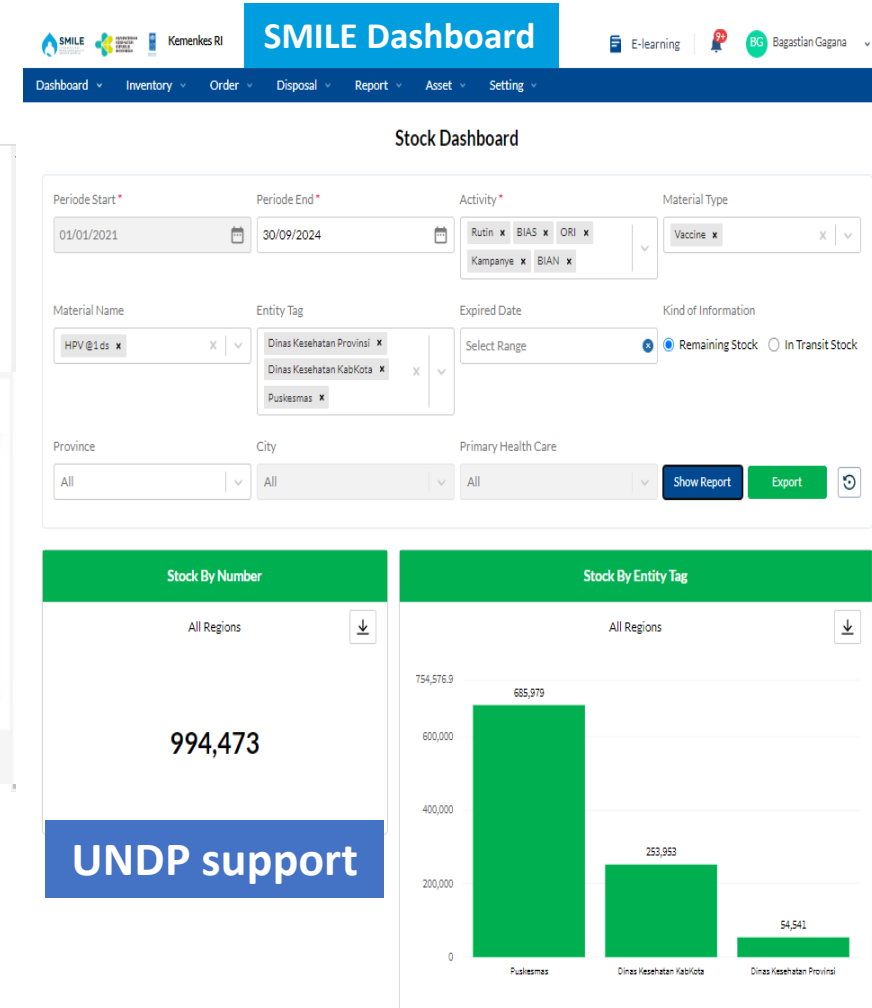 SMILE
Kemenkes RI
SMILE Dashboard
E-learning
9+
BG
Bagastian Gagana
Dashboard Inventory Order Disposal Report Asset Setting
Stock Dashboard
Periode Start * Periode End * Activity * Material Type
01/01/2021 30/09/2024 Rutin x BIAS x ORI x Vaccine x X
Kampanye x BIAN x
Material Name Entity Tag Expired Date Kind of Information
HPV @1 ds x X Dinas Kesehatan Provinsi x Select Range Remaining Stock In Transit Stock
Dinas Kesehatan KabKota x X
Puskesmas x
Province City Primary Health Care
All All All Show Report Export
Stock By Number
All Regions
994,473
UNDP support
Stock By Entity Tag
All Regions
754,576.9
685,979
600,000
400,000
253,953
200,000
54,541
0
Puskesmas Dinas Kesehatan KabKota Dinas Kesehatan Provinsi